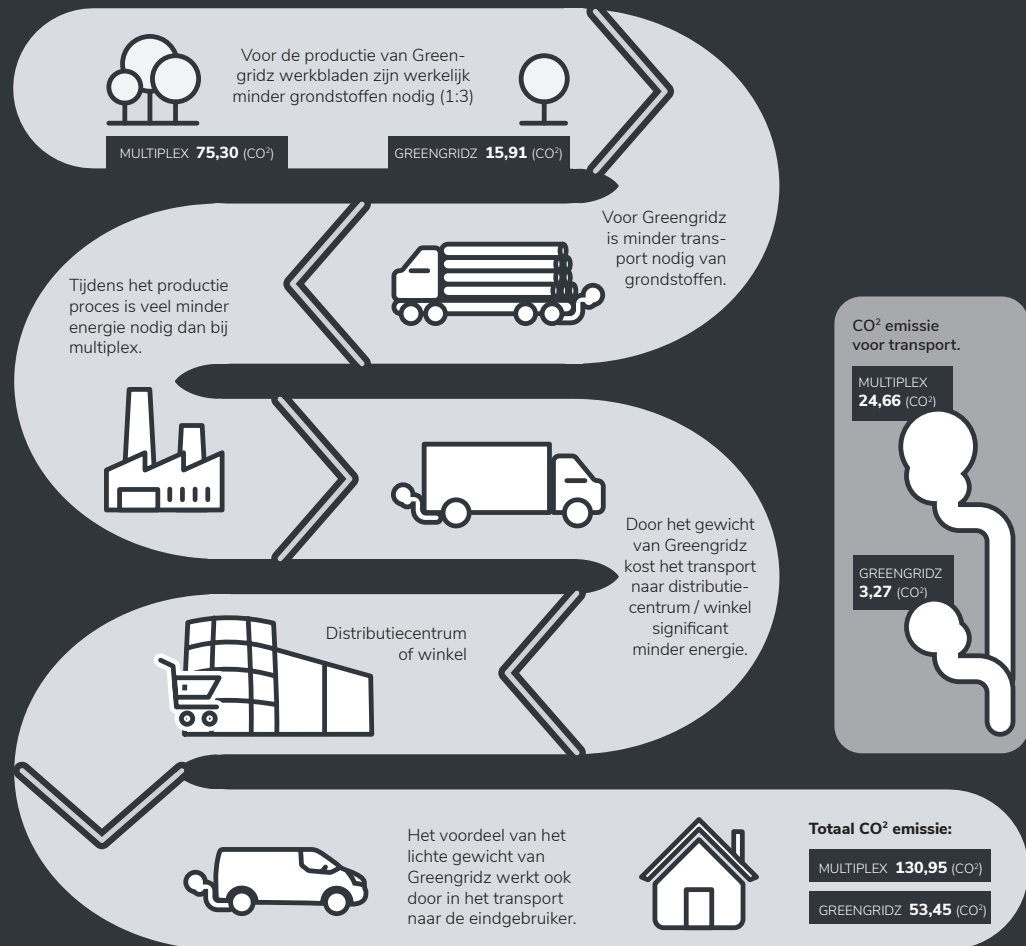 Voor de productie van Green-
gridz werkbladen zijn werkelijk
minder grondstoffen nodig (1:3)
MULTIPLEX 75,30 (CO²)
GREENGRIDZ 15,91 (CO²)
Voor Greengridz
is minder trans-
port nodig van
grondstoffen.
Tijdens het productie
proces is veel minder
energie nodig dan bij
multiplex.
Door het gewicht
van Greengridz
kost het transport
naar distributie-
centrum / winkel
significant
minder energie.
Distributiecentrum
of winkel
Het voordeel van het
lichte gewicht van
Greengridz werkt ook
door in het transport
naar de eindgebruiker.
Totaal CO² emissie:
MULTIPLEX 130,95 (CO²)
GREENGRIDZ 53,45 (CO²)
CO² emissie
voor transport.
MULTIPLEX
24,66 (CO²)
GREENGRIDZ
3,27 (CO²)